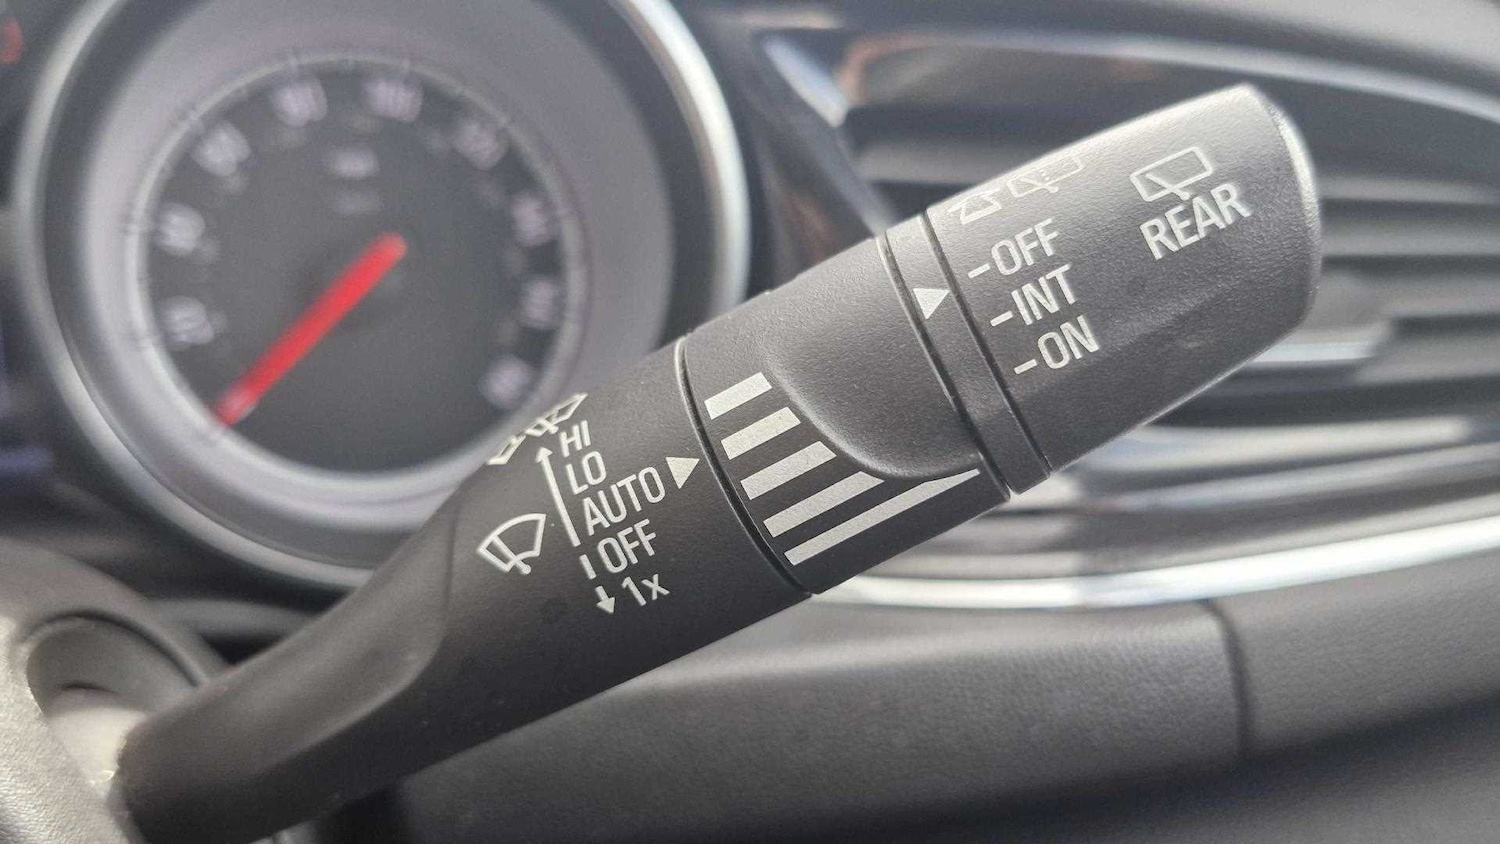 HI
LO
AUTO
OFF
1x
OFF
INT
ON
REAR